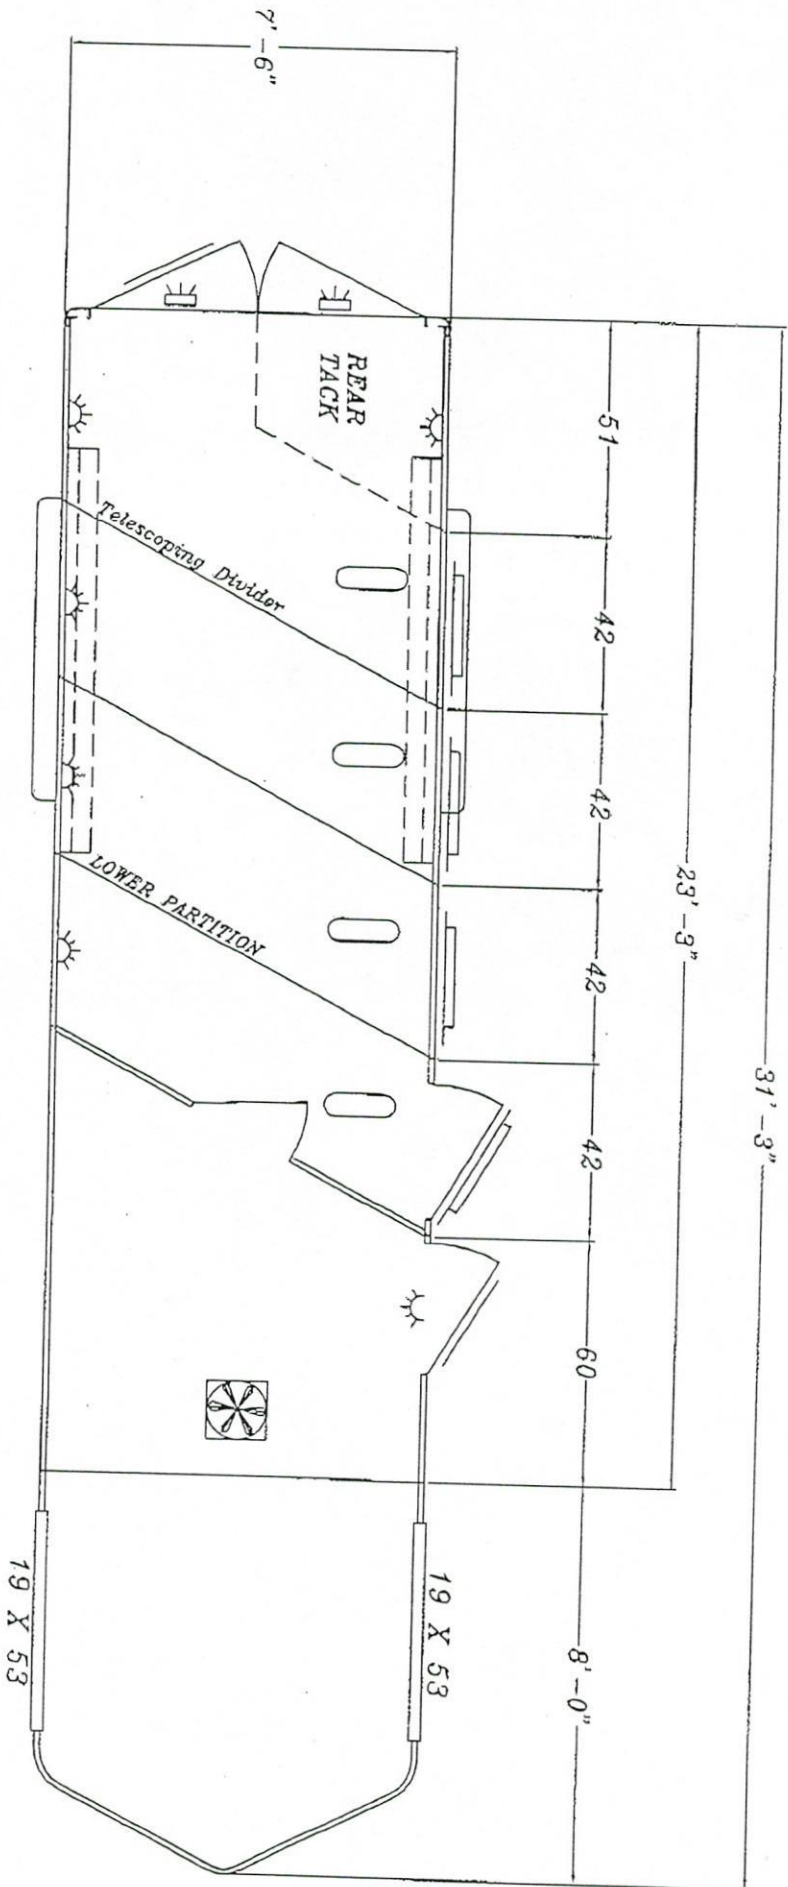 7'-6"
REAR
TACK
Telescoping Divider
LOWER PARTITION
51
42
42
42
42
60
8'-0"
23'-3"
31'-3"
19 X 53
19 X 53